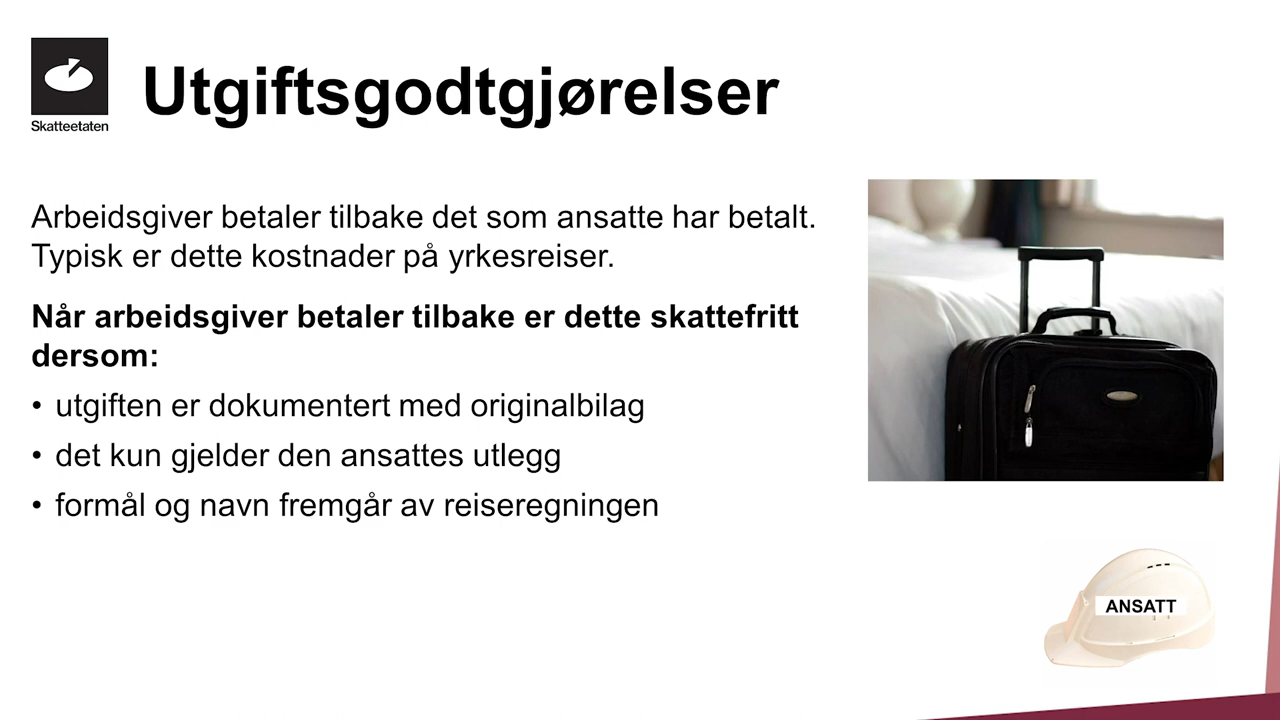 Skatteetaten
Utgiftsgodtgjørelser
Arbeidsgiver betaler tilbake det som ansatte har betalt.
Typisk er dette kostnader på yrkesreiser.
Når arbeidsgiver betaler tilbake er dette skattefritt
dersom:
• utgiften er dokumentert med originalbilag
• det kun gjelder den ansattes utlegg
• formål og navn fremgår av reiseregningen
ANSATT